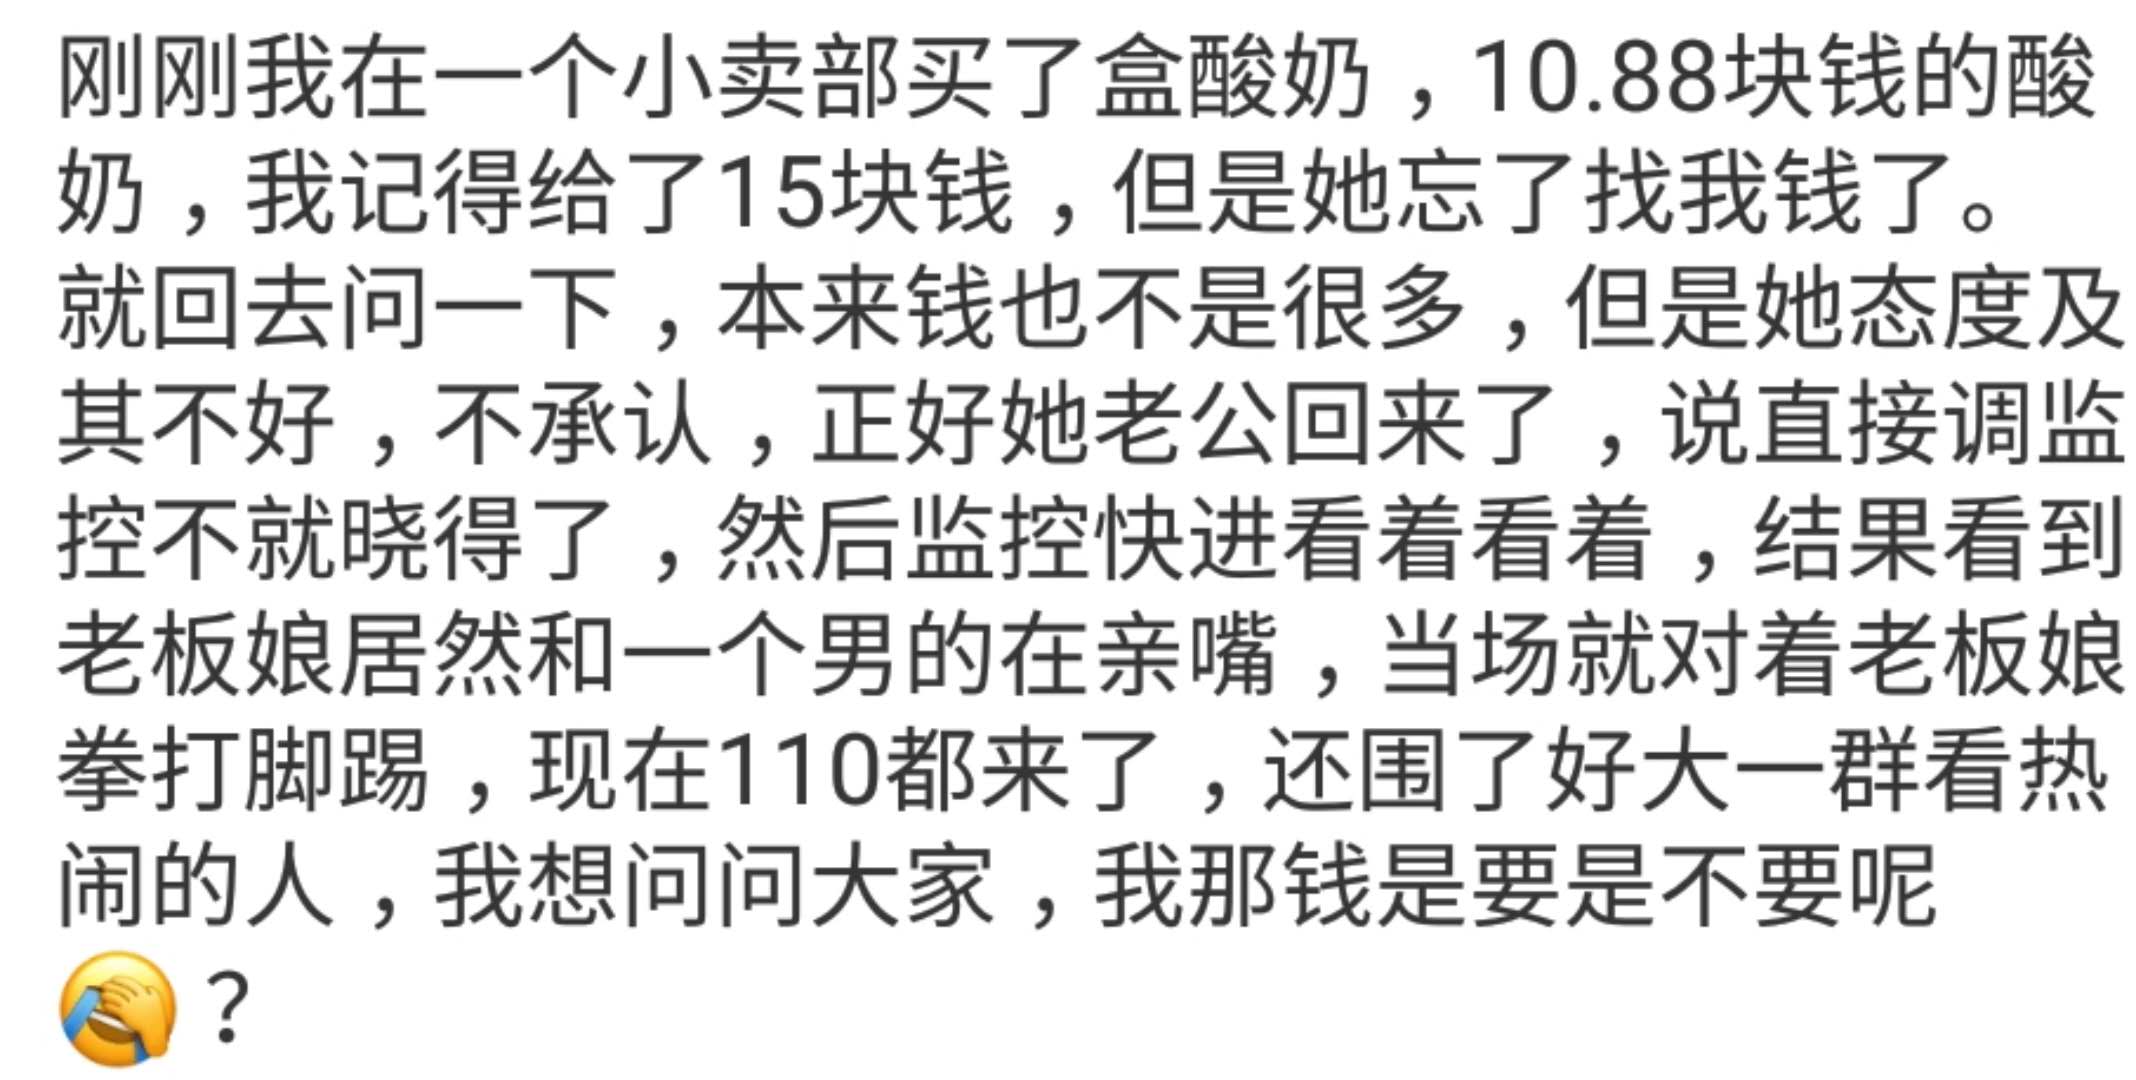 刚刚我在一个小卖部买了盒酸奶，10.88块钱的酸
奶，我记得给了15块钱，但是她忘了找我钱了。
就回去问一下，本来钱也不是很多，但是她态度及
其不好，不承认，正好她老公回来了，说直接调监
控不就晓得了，然后监控快进看着看着，结果看到
老板娘居然和一个男的在亲嘴，当场就对着老板娘
拳打脚踢，现在110都来了，还围了好大一群看热
闹的人，我想问问大家，我那钱是要是不要呢
🤦？